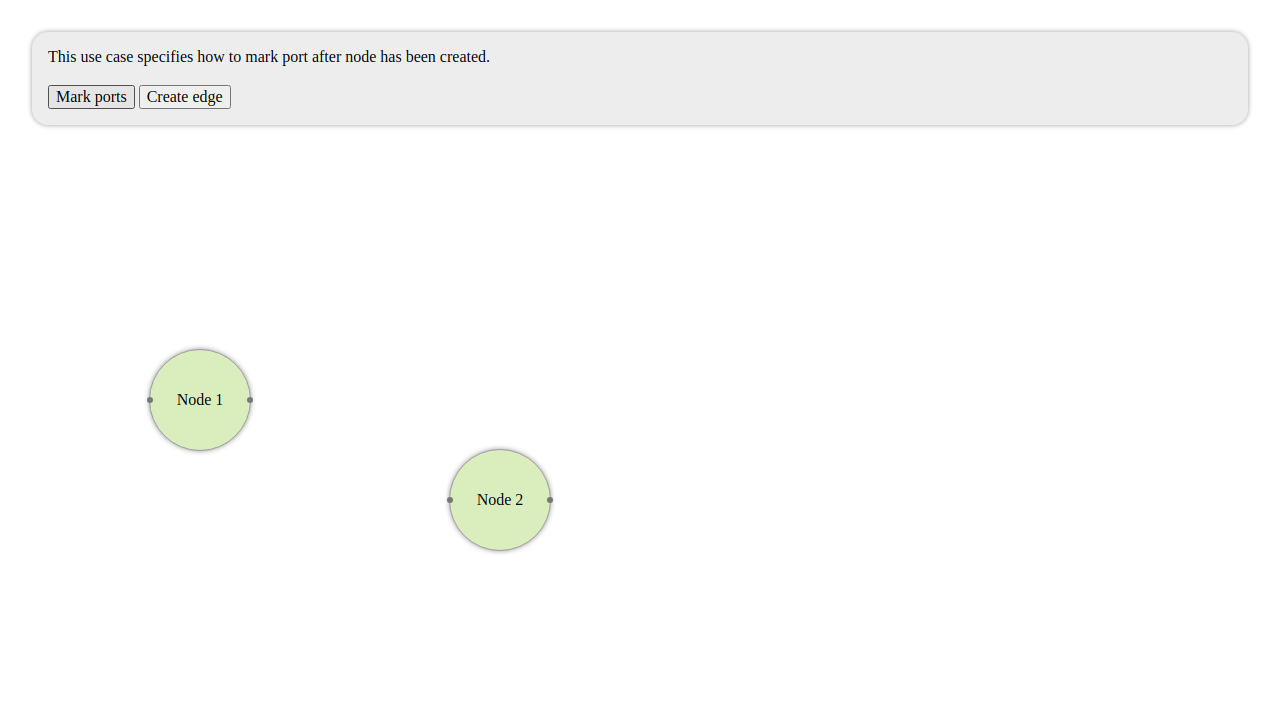 This use case specifies how to mark port after node has been created.
Mark ports Create edge
Node 1
Node 2